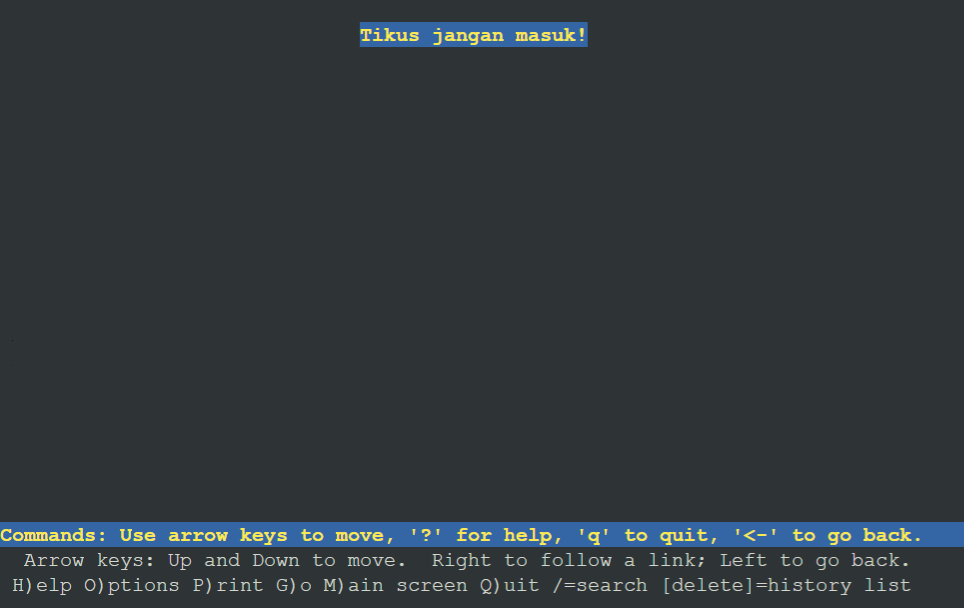 Tikus jangan masuk!
Commands: Use arrow keys to move, '?' for help, 'q' to quit, '<-' to go back.
Arrow keys: Up and Down to move.  Right to follow a link; Left to go back.
H)elp O)ptions P)rint G)o M)ain screen Q)uit /=search [delete]=history list